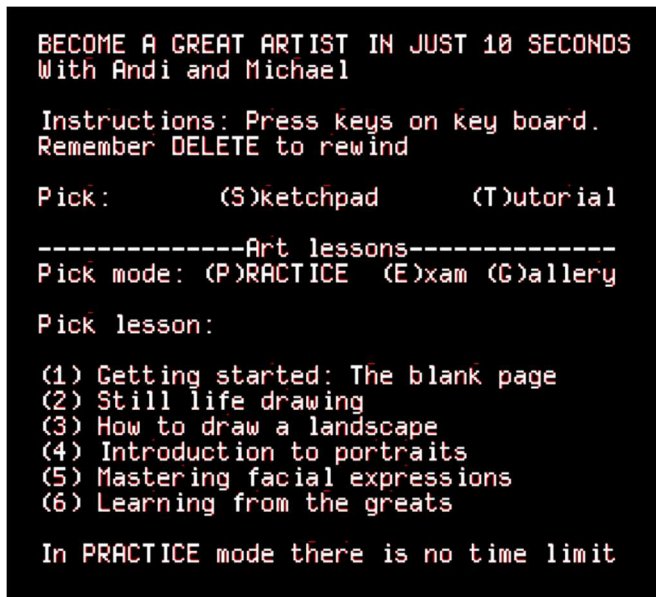 BECOME A GREAT ARTIST IN JUST 10 SECONDS
With Andi and Michael
Instructions: Press keys on key board.
Remember DELETE to rewind
Pick: (S)ketchpad (T)utorial
--------------Art lessons--------------
Pick mode: (P)RACTICE (E)xam (G)allery
Pick lesson:
(1) Getting started: The blank page
(2) Still life drawing
(3) How to draw a landscape
(4) Introduction to portraits
(5) Mastering facial expressions
(6) Learning from the greats
In PRACTICE mode there is no time limit